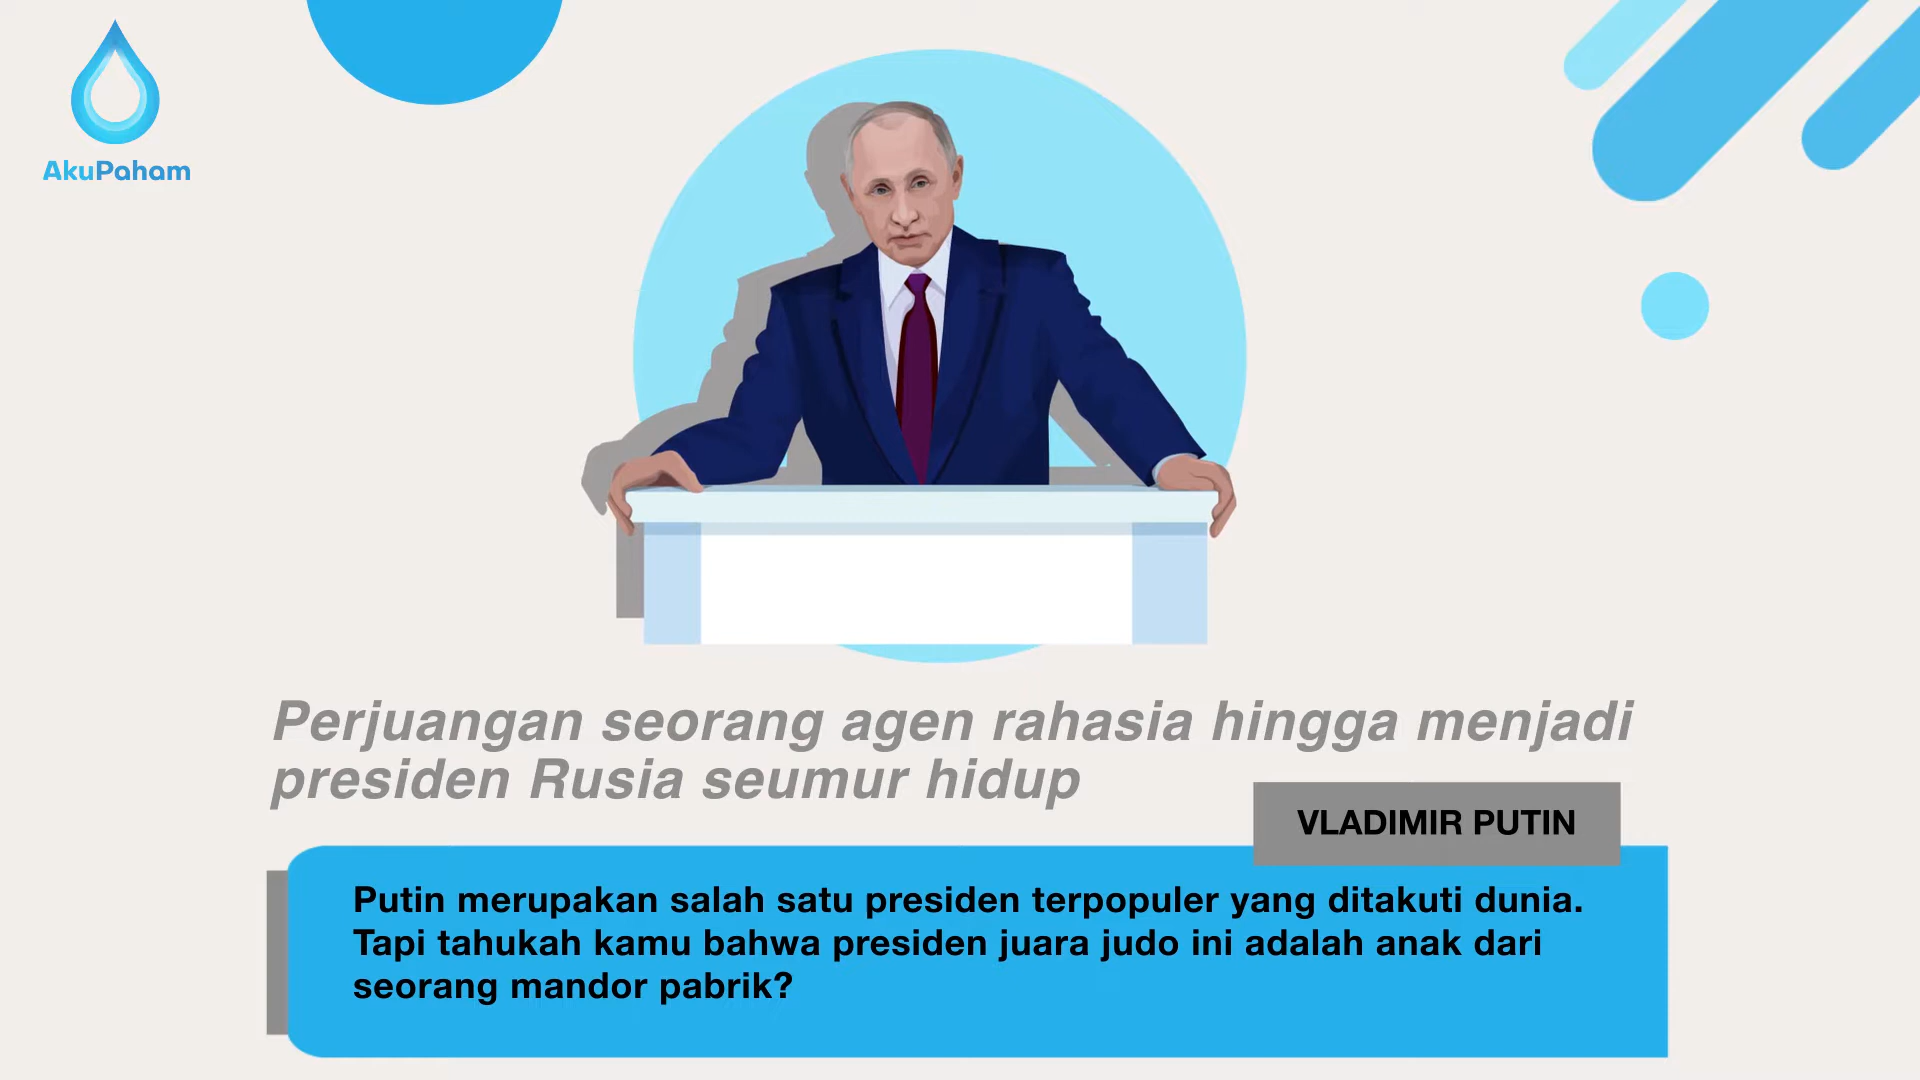 AkuPaham
Perjuangan seorang agen rahasia hingga menjadi
presiden Rusia seumur hidup
VLADIMIR PUTIN
Putin merupakan salah satu presiden terpopuler yang ditakuti dunia.
Tapi tahukah kamu bahwa presiden juara judo ini adalah anak dari
seorang mandor pabrik?